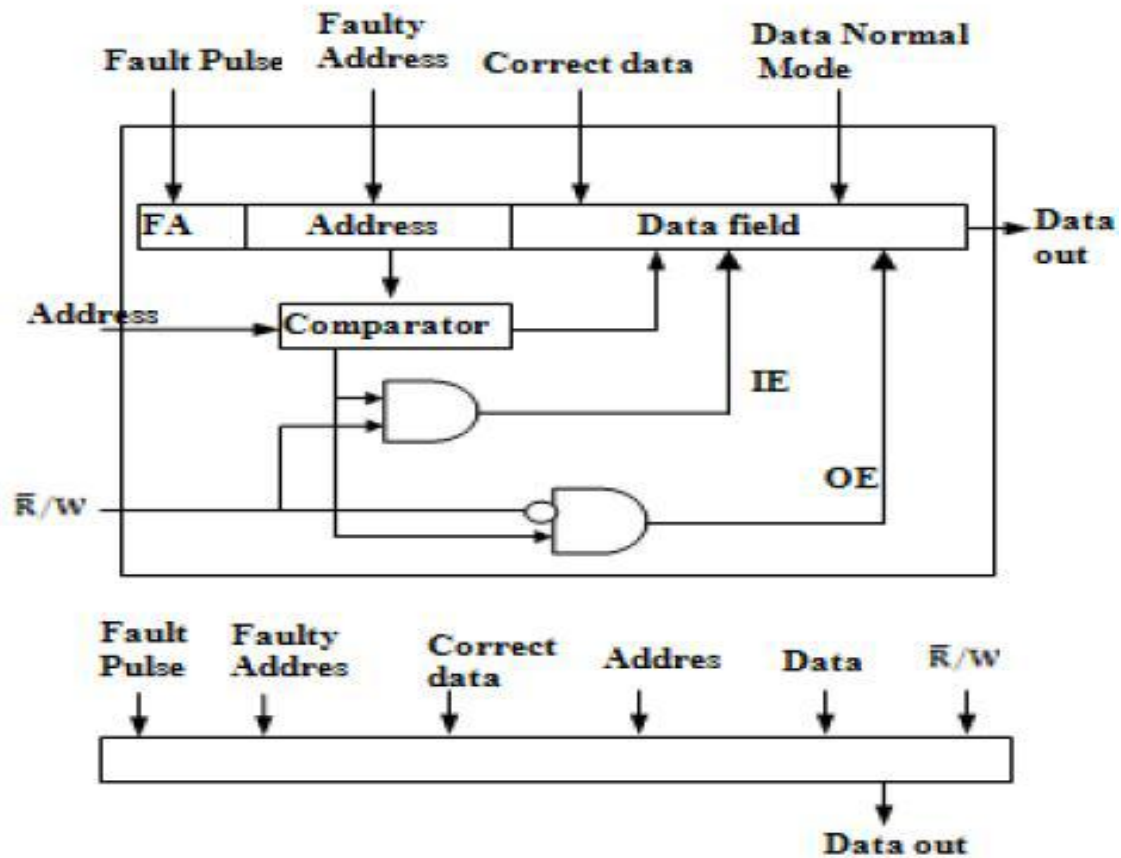 Fault Pulse
Faulty
Address
Correct data
Data Normal
Mode
FA
Address
Data field
Data
out
Address
Comparator
IE
OE
R̅/W
Fault
Pulse
Faulty
Addres
Correct
data
Addres
Data
R̅/W
Data out